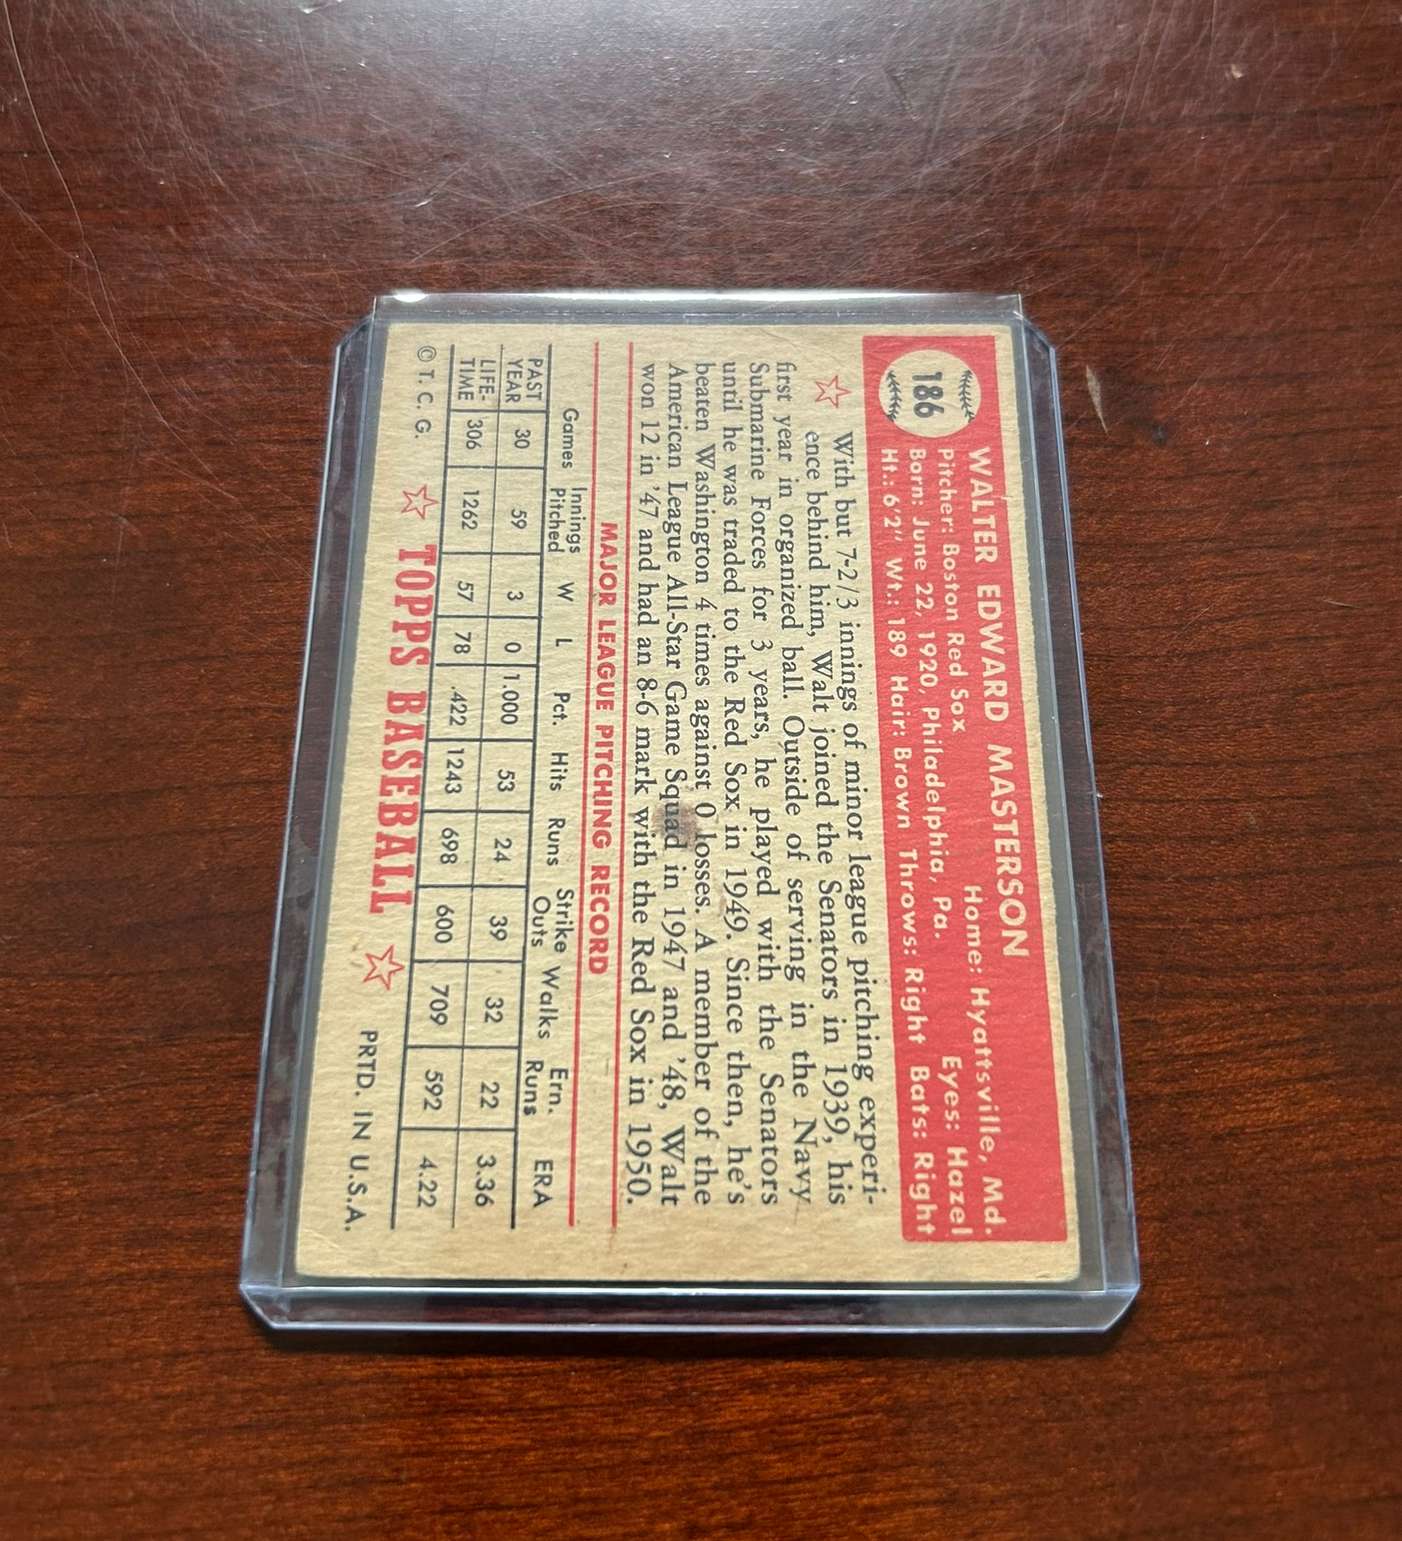 186
WALTER EDWARD MASTERSON
Pitcher: Boston Red Sox Home: Hyattsville, Md.
Born: June 22, 1920, Philadelphia, Pa. Eyes: Hazel
Ht.: 6'2" Wt.: 189 Hair: Brown Throws: Right Bats: Right
With but 7-2/3 innings of minor league pitching experi-
ence behind him, Walt joined the Senators in 1939, his
first year in organized ball. Outside of serving in the Navy
Submarine Forces for 3 years, he played with the Senators
until he was traded to the Red Sox in 1949. Since then, he's
beaten Washington 4 times against 0 losses. A member of the
American League All-Star Game Squad in 1947 and '48, Walt
won 12 in '47 and had an 8-6 mark with the Red Sox in 1950.
MAJOR LEAGUE PITCHING RECORD
Games Innings Pitched W L Pct. Hits Runs Strike Outs Walks Ern. Runs ERA
PAST YEAR 30 59 3 0 1.000 53 24 39 32 22 3.36
LIFE-TIME 306 1262 57 78 .422 1243 698 600 709 592 4.22
© T. C. G. TOPPS BASEBALL PRTD. IN U.S.A.